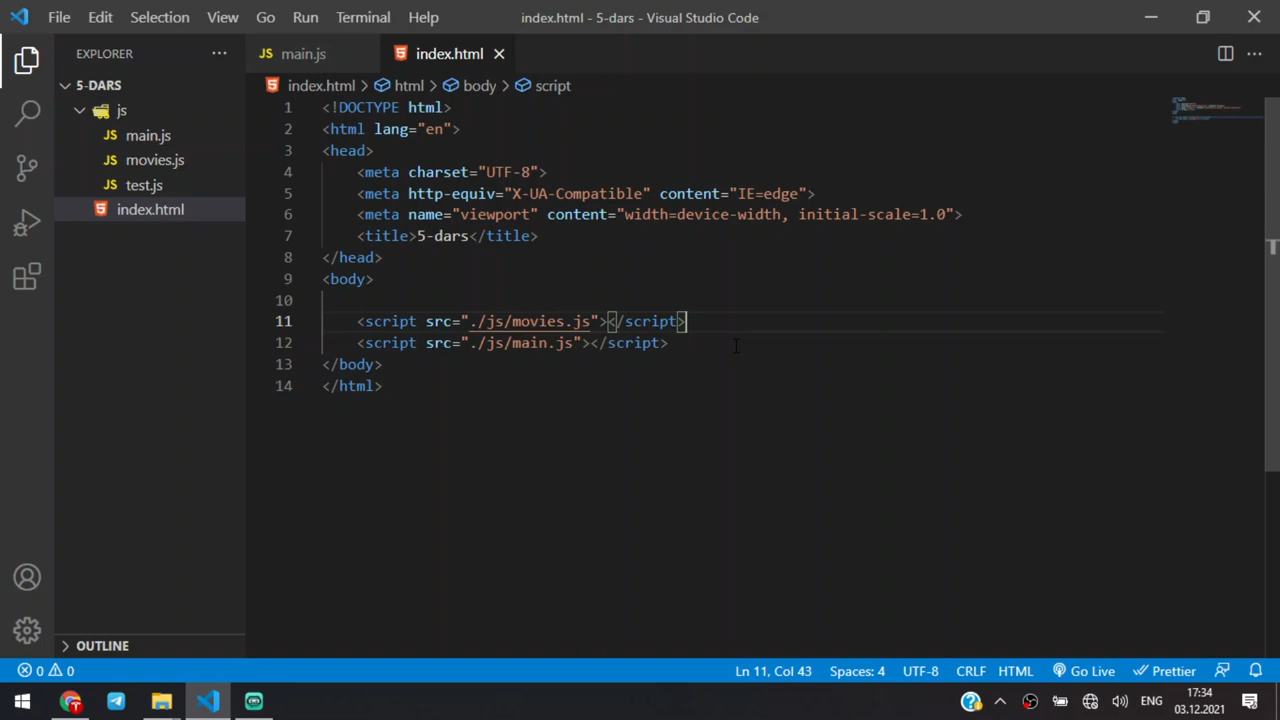 File Edit Selection View Go Run Terminal Help index.html - 5-dars - Visual Studio Code
EXPLORER
JS main.js
index.html
5-DARS
index.html > html > body > script
js
JS main.js
JS movies.js
JS test.js
index.html
1 <!DOCTYPE html>
2 <html lang="en">
3 <head>
4 <meta charset="UTF-8">
5 <meta http-equiv="X-UA-Compatible" content="IE=edge">
6 <meta name="viewport" content="width=device-width, initial-scale=1.0">
7 <title>5-dars</title>
8 </head>
9 <body>
10
11 <script src="./js/movies.js"></script>
12 <script src="./js/main.js"></script>
13 </body>
14 </html>
OUTLINE
0 0 Ln 11, Col 43 Spaces: 4 UTF-8 CRLF HTML Go Live Prettier
ENG
17:34
03.12.2021